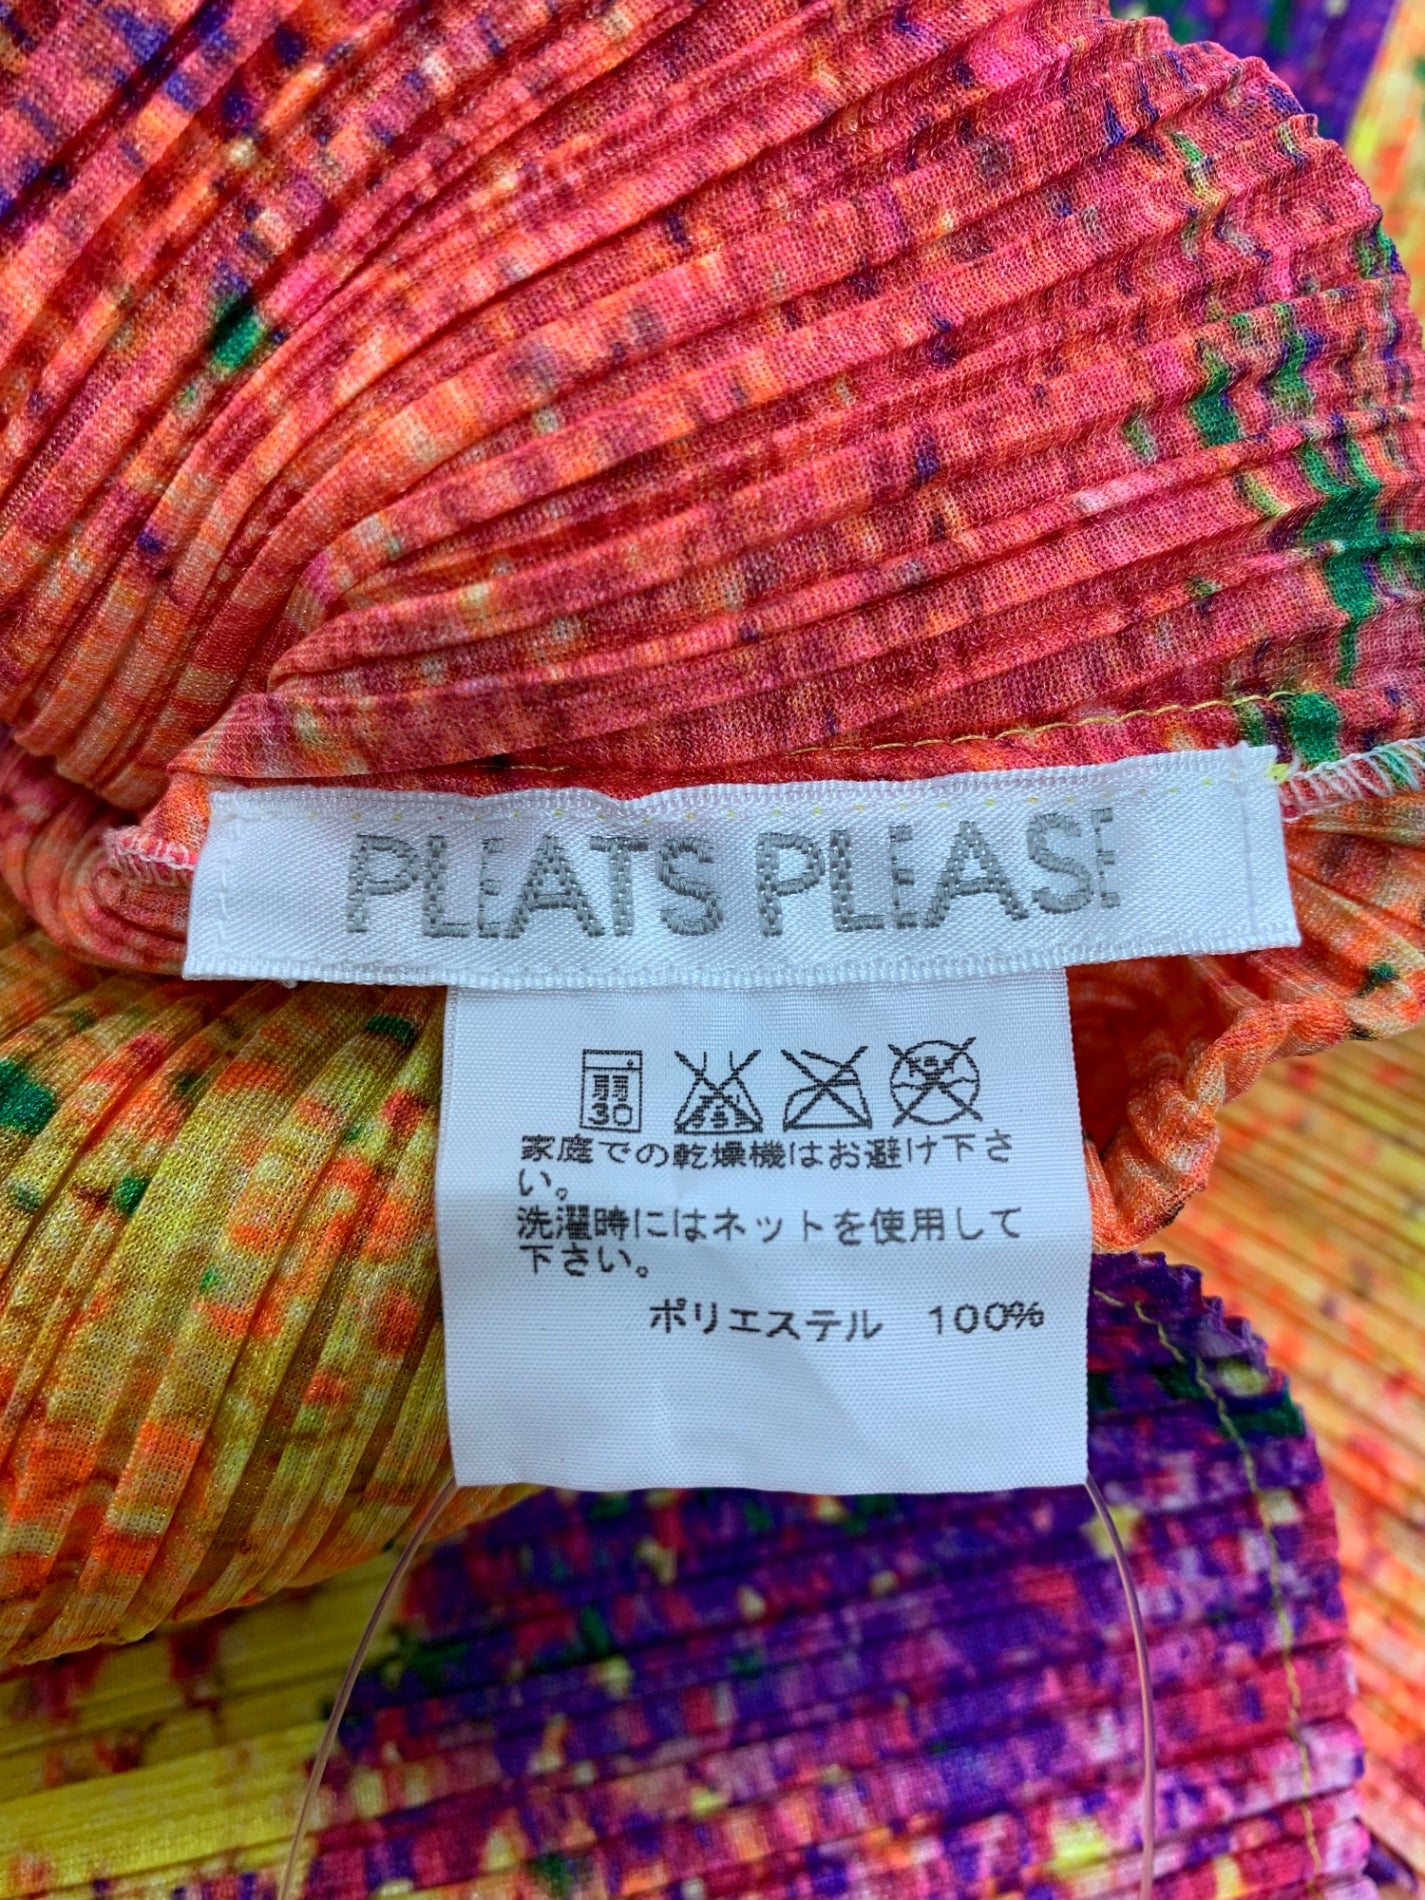 PLEATS PLEASE
弱
30
家庭での乾燥機はお避け下さ
い。
洗濯時にはネットを使用して
下さい。
ポリエステル 100%